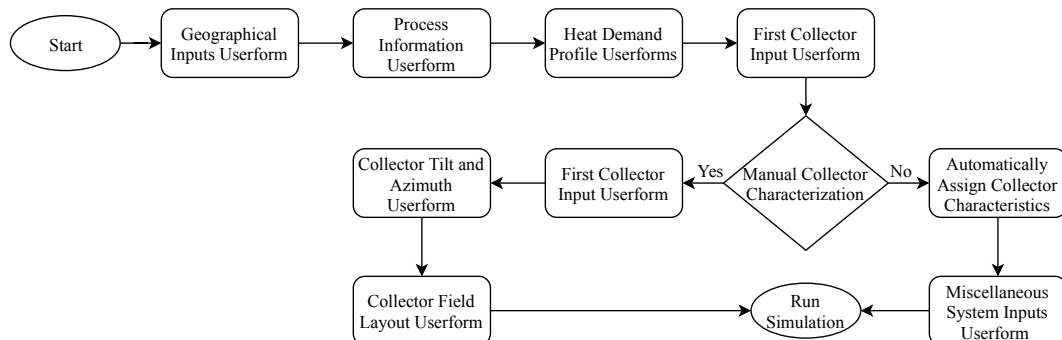 Start
Geographical
Inputs Userform
Process
Information
Userform
Heat Demand
Profile Userforms
First Collector
Input Userform
Manual Collector
Characterization
Yes
No
First Collector
Input Userform
Collector Tilt and
Azimuth
Userform
Collector Field
Layout Userform
Automatically
Assign Collector
Characteristics
Miscellaneous
System Inputs
Userform
Run
Simulation